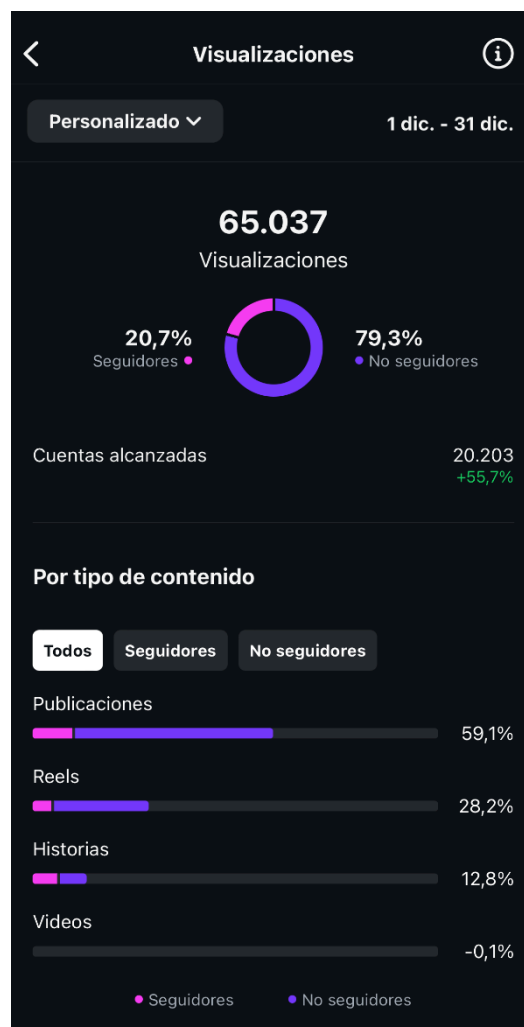 Visualizaciones
Personalizado
1 dic. - 31 dic.
65.037
Visualizaciones
20,7%
Seguidores
79,3%
No seguidores
Cuentas alcanzadas
20.203
+55,7%
Por tipo de contenido
Todos Seguidores No seguidores
Publicaciones
59,1%
Reels
28,2%
Historias
12,8%
Videos
-0,1%
Seguidores No seguidores